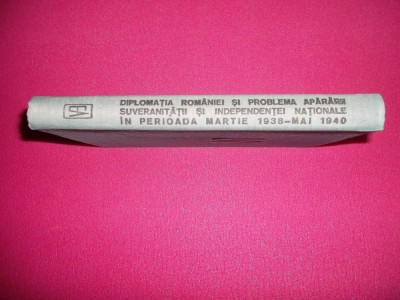 DIPLOMAȚIA ROMÂNIEI ȘI PROBLEMA APĂRĂRII
SUVERANITĂȚII ȘI INDEPENDENȚEI NAȚIONALE
ÎN PERIOADA MARTIE 1938–MAI 1940